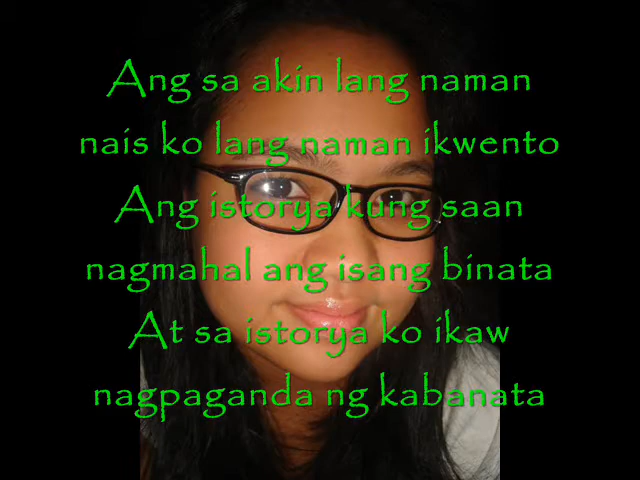 Ang sa akin lang naman
nais ko lang naman ikwento
Ang istorya kung saan
nagmahal ang isang binata
At sa istorya ko ikaw
nagpaganda ng kabanata